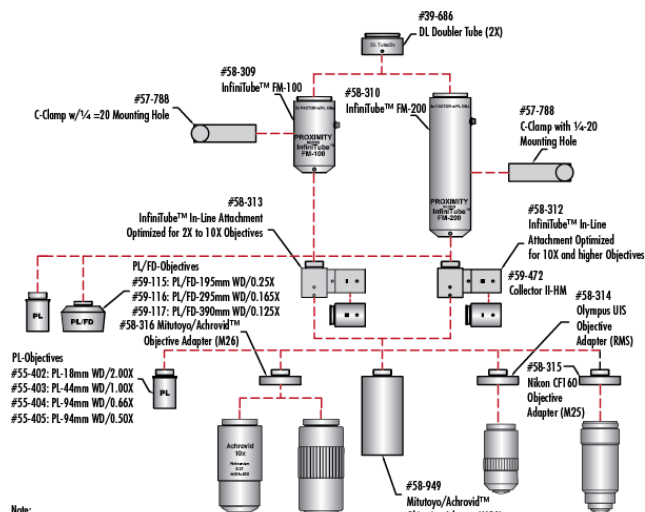 #39-686
DL Doubler Tube (2X)
DL Tube/2x
#58-309
InfiniTube™ FM-100
#58-310
InfiniTube™ FM-200
#57-788
C-Clamp w/¼ =20 Mounting Hole
PROXIMITY
InfiniTube™
FM-100
#57-788
C-Clamp with ¼-20
Mounting Hole
PROXIMITY
InfiniTube™
FM-200
#58-313
InfiniTube™ In-Line Attachment
Optimized for 2X to 10X Objectives
#58-312
InfiniTube™ In-Line
Attachment Optimized
for 10X and higher Objectives
#59-472
Collector II-HM
PL/FD-Objectives
#59-115: PL/FD-195mm WD/0.25X
#59-116: PL/FD-295mm WD/0.165X
#59-117: PL/FD-390mm WD/0.125X
PL
PL/FD
#58-316 Mitutoyo/Achrovid™
Objective Adapter (M26)
#58-314
Olympus UIS
Objective
Adapter (RMS)
PL-Objectives
#55-402: PL-18mm WD/2.00X
#55-403: PL-44mm WD/1.00X
#55-404: PL-94mm WD/0.66X
#55-405: PL-94mm WD/0.50X
PL
#58-315
Nikon CF160
Objective
Adapter (M25)
Achrovid
10x
#58-949
Mitutoyo/Achrovid™
Note: